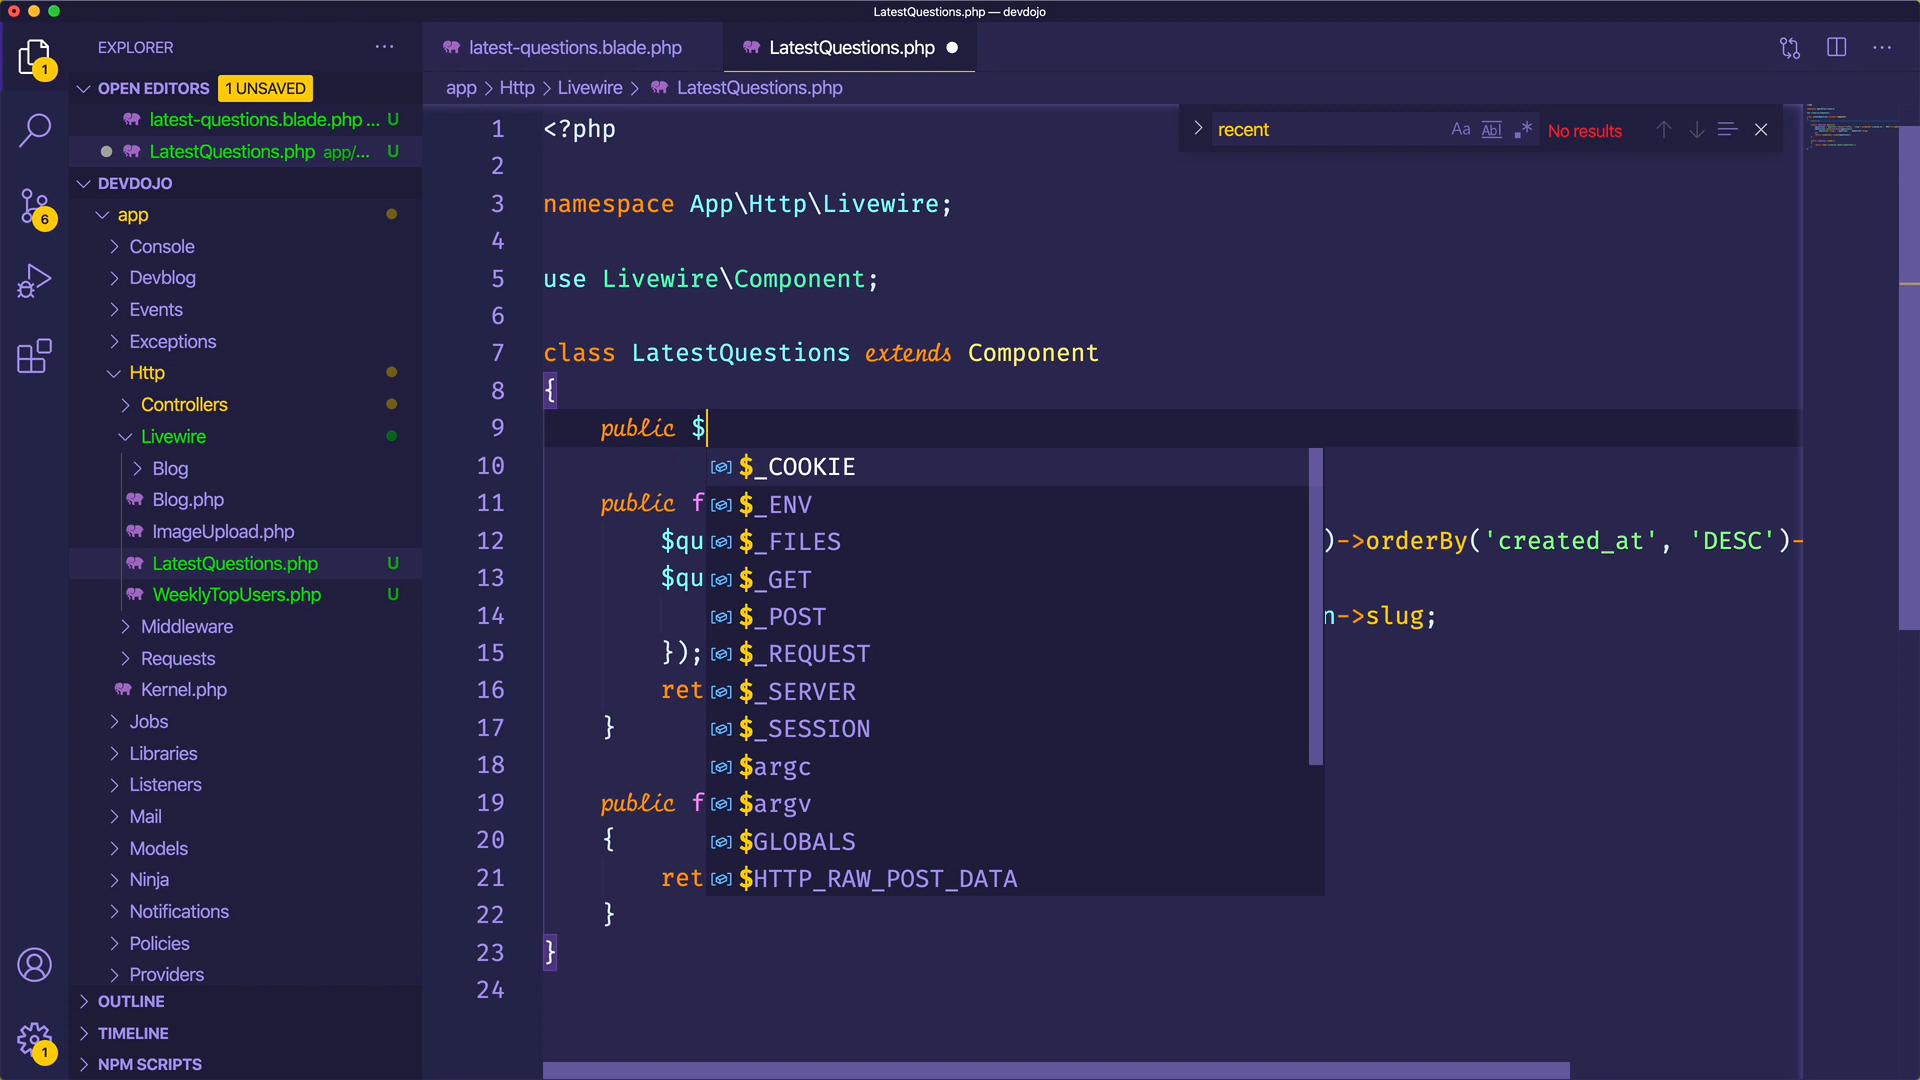 LatestQuestions.php — devdojo
EXPLORER
latest-questions.blade.php
LatestQuestions.php
OPEN EDITORS 1 UNSAVED
latest-questions.blade.php ... U
LatestQuestions.php app/... U
DEVDOJO
app
Console
Devblog
Events
Exceptions
Http
Controllers
Livewire
Blog
Blog.php
ImageUpload.php
LatestQuestions.php U
WeeklyTopUsers.php U
Middleware
Requests
Kernel.php
Jobs
Libraries
Listeners
Mail
Models
Ninja
Notifications
Policies
Providers
OUTLINE
TIMELINE
NPM SCRIPTS
1
6
1
app > Http > Livewire > LatestQuestions.php
recent Aa Abl .* No results
1 <?php
2
3 namespace App\Http\Livewire;
4
5 use Livewire\Component;
6
7 class LatestQuestions extends Component
8 {
9 public $
10
11 public f
12 $qu )->orderBy('created_at', 'DESC')-
13 $qu
14 n->slug;
15 });
16 ret
17 }
18
19 public f
20 {
21 ret
22 }
23 }
24
$_COOKIE
$_ENV
$_FILES
$_GET
$_POST
$_REQUEST
$_SERVER
$_SESSION
$argc
$argv
$GLOBALS
$HTTP_RAW_POST_DATA